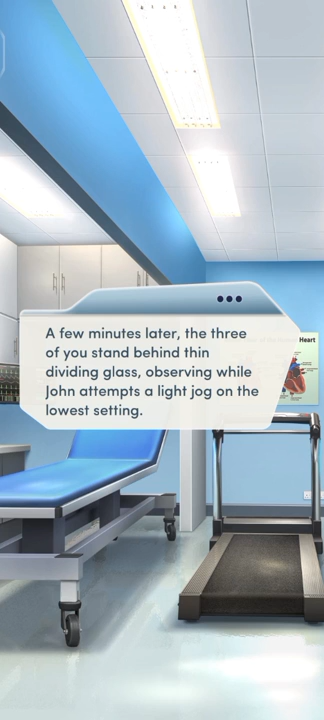 A few minutes later, the three
of you stand behind thin
dividing glass, observing while
John attempts a light jog on the
lowest setting.
Heart